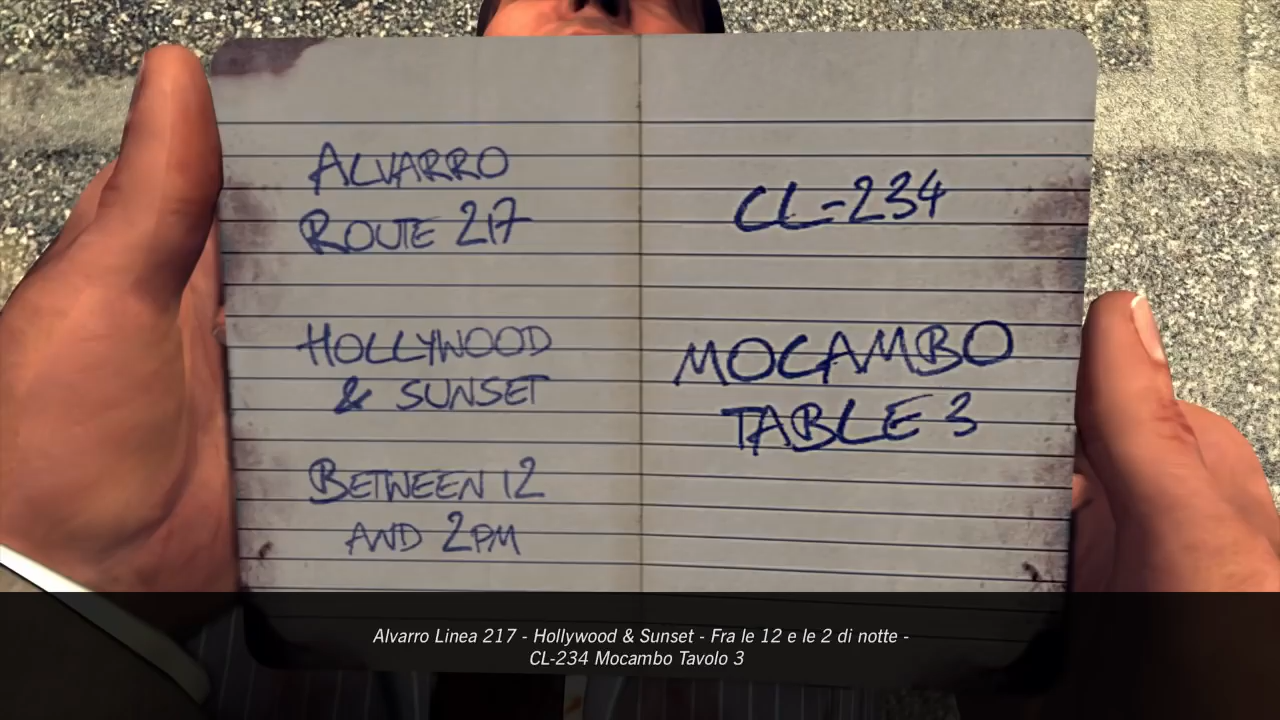 ALVARRO
ROUTE 217
HOLLYWOOD
& SUNSET
BETWEEN 12
AND 2PM
CL-234
MOCAMBO
TABLE 3
Alvarro Linea 217 - Hollywood & Sunset - Fra le 12 e le 2 di notte -
CL-234 Mocambo Tavolo 3